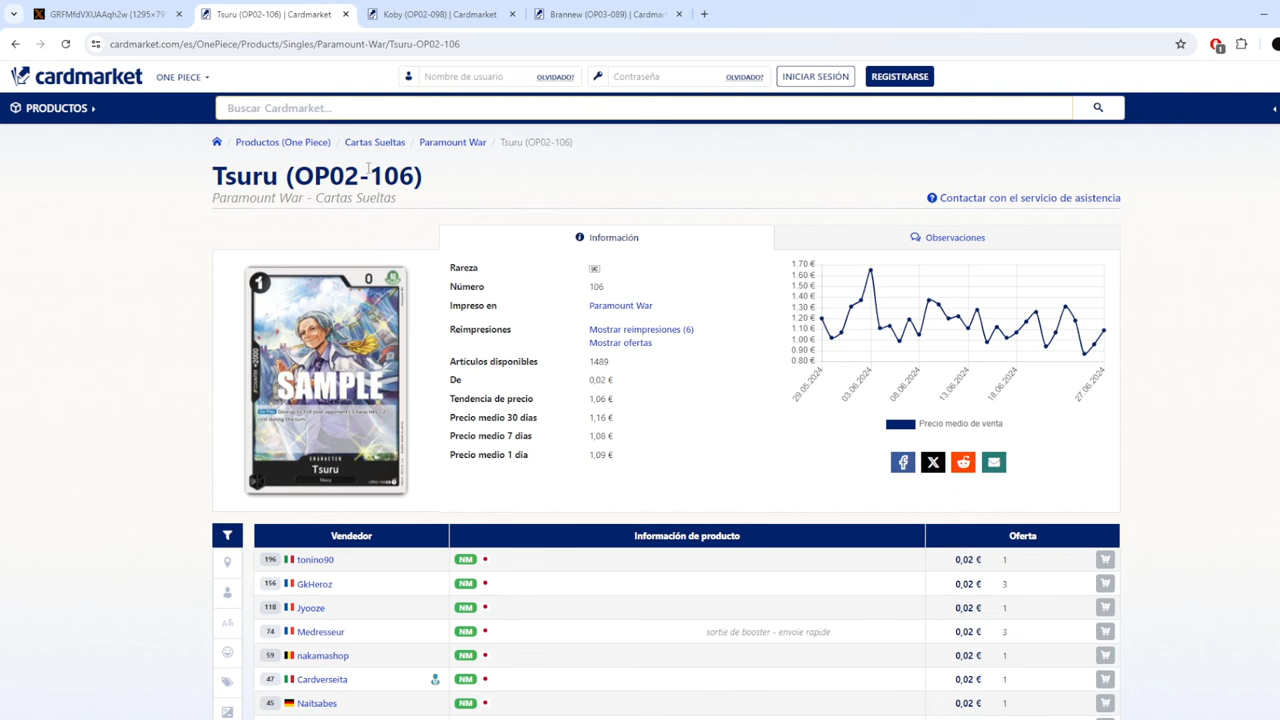 GRFMfdVXUAAqh2w (1295×79
Tsuru (OP02-106) | Cardmarket
Koby (OP02-098) | Cardmarket
Brannew (OP03-089) | Cardmar
cardmarket.com/es/OnePiece/Products/Singles/Paramount-War/Tsuru-OP02-106
1
cardmarket
ONE PIECE
Nombre de usuario
OLVIDADO?
Contraseña
OLVIDADO?
INICIAR SESIÓN
REGISTRARSE
PRODUCTOS
Buscar Cardmarket...
/ Productos (One Piece) / Cartas Sueltas / Paramount War / Tsuru (OP02-106)
Tsuru (OP02-106)
Paramount War - Cartas Sueltas
Contactar con el servicio de asistencia
Información
Observaciones
1
0
SAMPLE
CHARACTER
Tsuru
Navy
Rareza
Número 106
Impreso en Paramount War
Reimpresiones Mostrar reimpresiones (6)
Mostrar ofertas
Artículos disponibles 1489
De 0,02 €
Tendencia de precio 1,06 €
Precio medio 30 días 1,16 €
Precio medio 7 días 1,08 €
Precio medio 1 día 1,09 €
1.70 €
1.60 €
1.50 €
1.40 €
1.30 €
1.20 €
1.10 €
1.00 €
0.90 €
0.80 €
29.05.2024
03.06.2024
08.06.2024
13.06.2024
18.06.2024
27.06.2024
Precio medio de venta
Vendedor
Información de producto
Oferta
196 tonino90 NM 0,02 € 1
156 GkHeroz NM 0,02 € 3
118 Jyooze NM 0,02 € 1
74 Medresseur NM sortie de booster - envoie rapide 0,02 € 3
59 nakamashop NM 0,02 € 1
47 Cardverseita NM 0,02 € 1
45 Naitsabes NM 0,02 € 1